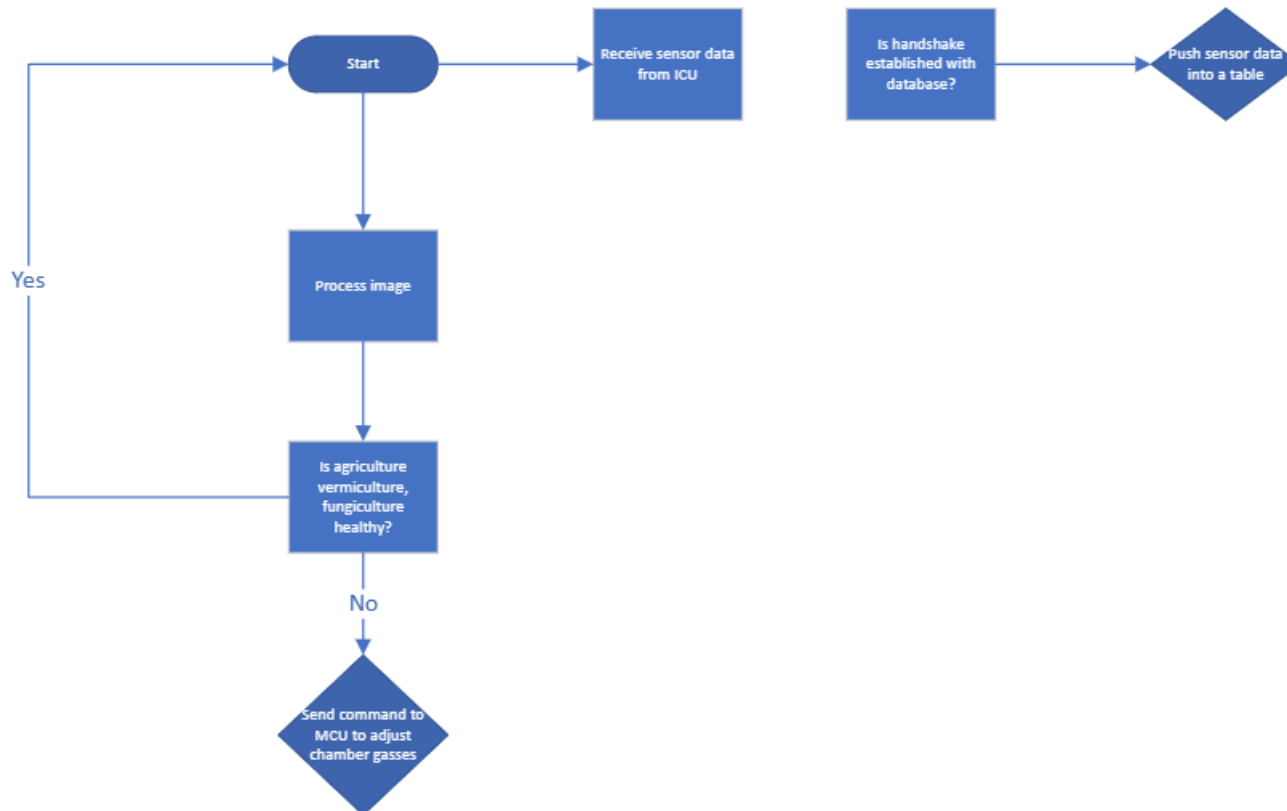 Start
Receive sensor data
from ICU
Is handshake
established with
database?
Push sensor data
into a table
Yes
Process image
Is agriculture
vermiculture,
fungiculture
healthy?
No
Send command to
MCU to adjust
chamber gasses